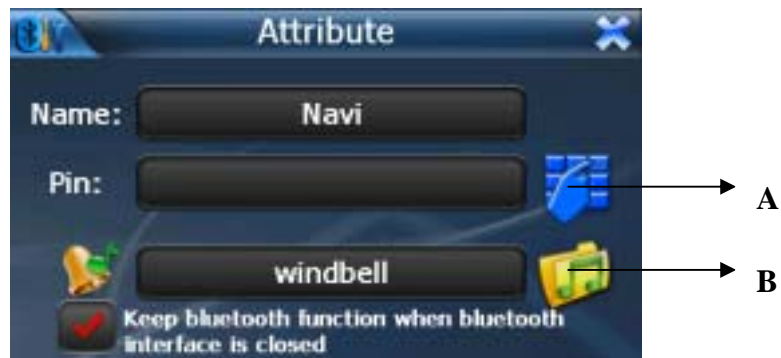 Attribute
Name: Navi
Pin:
A
windbell
B
Keep bluetooth function when bluetooth
interface is closed